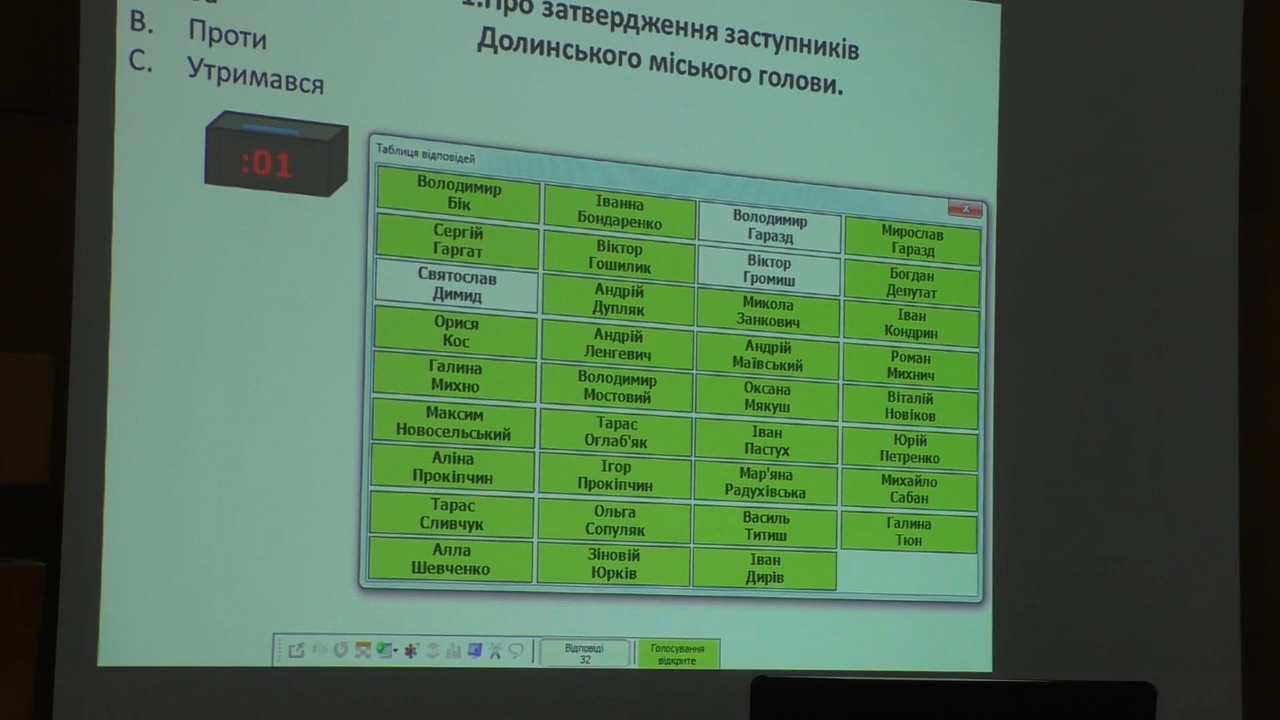 B. Проти
C. Утримався
1.Про затвердження заступників
Долинського міського голови.
:01
Таблиця відповідей
Володимир
Бік
Іванна
Бондаренко
Володимир
Гаразд
Мирослав
Гаразд
Сергій
Гаргат
Віктор
Гошилик
Віктор
Громиш
Богдан
Депутат
Святослав
Димид
Андрій
Дупляк
Микола
Занкович
Іван
Кондрин
Орися
Кос
Андрій
Ленгевич
Андрій
Маївський
Роман
Михнич
Галина
Михно
Володимир
Мостовий
Оксана
Мякуш
Віталій
Новіков
Максим
Новосельський
Тарас
Оглаб'як
Іван
Пастух
Юрій
Петренко
Аліна
Прокіпчин
Ігор
Прокіпчин
Мар'яна
Радухівська
Михайло
Сабан
Тарас
Сливчук
Ольга
Сопуляк
Василь
Титиш
Галина
Тюн
Алла
Шевченко
Зіновій
Юрків
Іван
Дирів
Відповіді
32
Голосування
відкрите